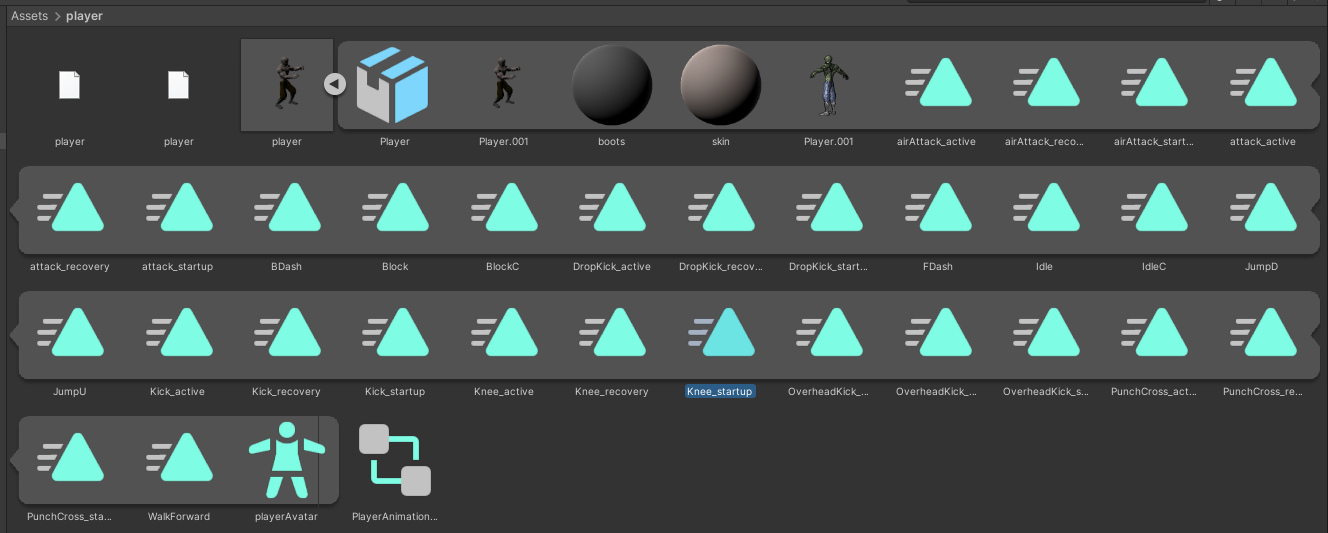 Assets > player
player player player Player Player.001 boots skin Player.001 airAttack_active airAttack_reco... airAttack_start... attack_active
attack_recovery attack_startup BDash Block BlockC DropKick_active DropKick_recov... DropKick_start... FDash Idle IdleC JumpD
JumpU Kick_active Kick_recovery Kick_startup Knee_active Knee_recovery Knee_startup OverheadKick_... OverheadKick_... OverheadKick_s... PunchCross_act... PunchCross_re...
PunchCross_sta... WalkForward playerAvatar PlayerAnimation...